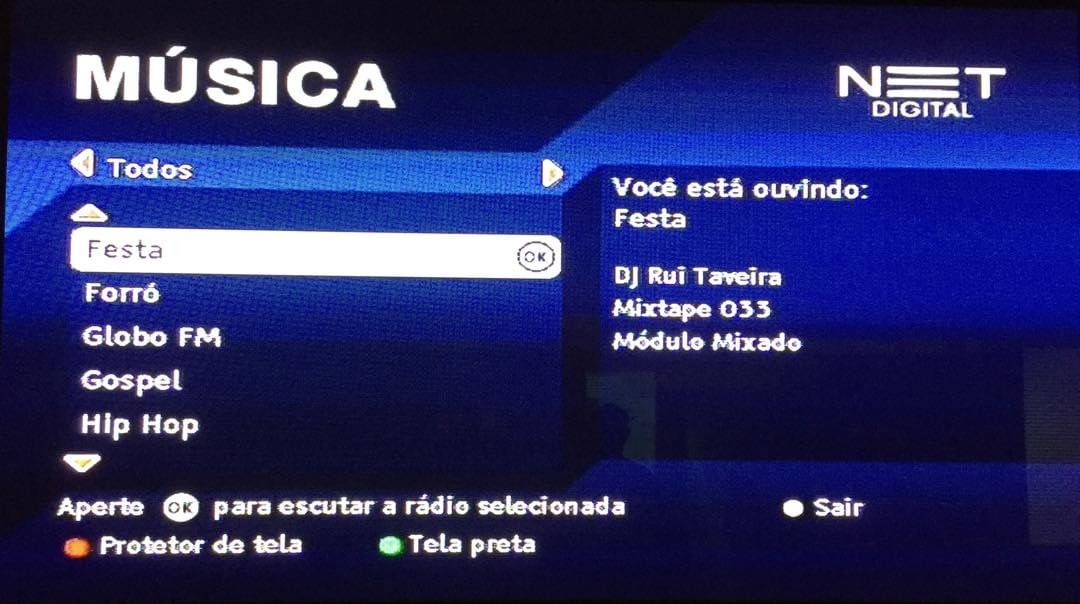 MÚSICA
NET
DIGITAL
Todos
Festa
OK
Forró
Globo FM
Gospel
Hip Hop
Você está ouvindo:
Festa
DJ Rui Taveira
Mixtape 033
Módulo Mixado
Aperte OK para escutar a rádio selecionada
Sair
Protetor de tela
Tela preta